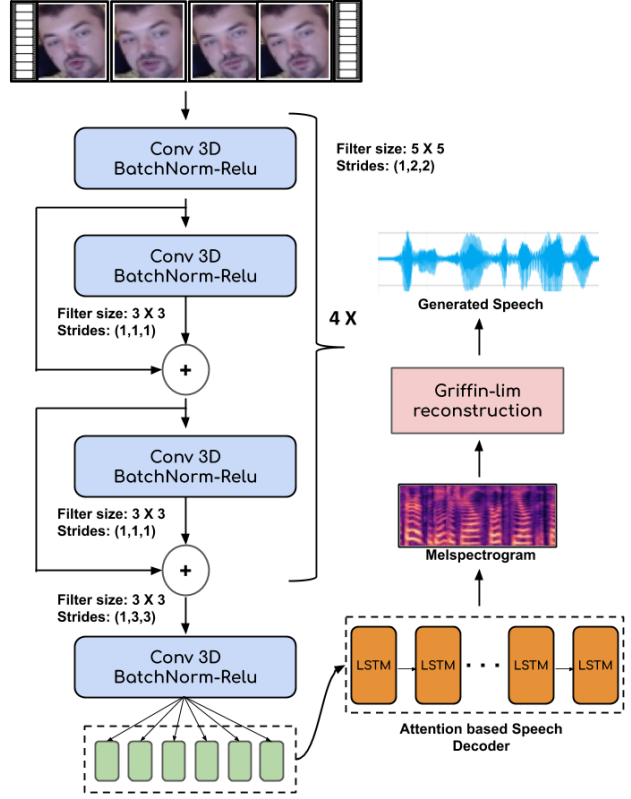 Conv 3D
BatchNorm-Relu
Filter size: 5 X 5
Strides: (1,2,2)
Conv 3D
BatchNorm-Relu
Filter size: 3 X 3
Strides: (1,1,1)
+
4 X
Conv 3D
BatchNorm-Relu
Filter size: 3 X 3
Strides: (1,1,1)
+
Filter size: 3 X 3
Strides: (1,3,3)
Conv 3D
BatchNorm-Relu
LSTM
LSTM
LSTM
LSTM
Attention based Speech
Decoder
Melspectrogram
Griffin-lim
reconstruction
Generated Speech